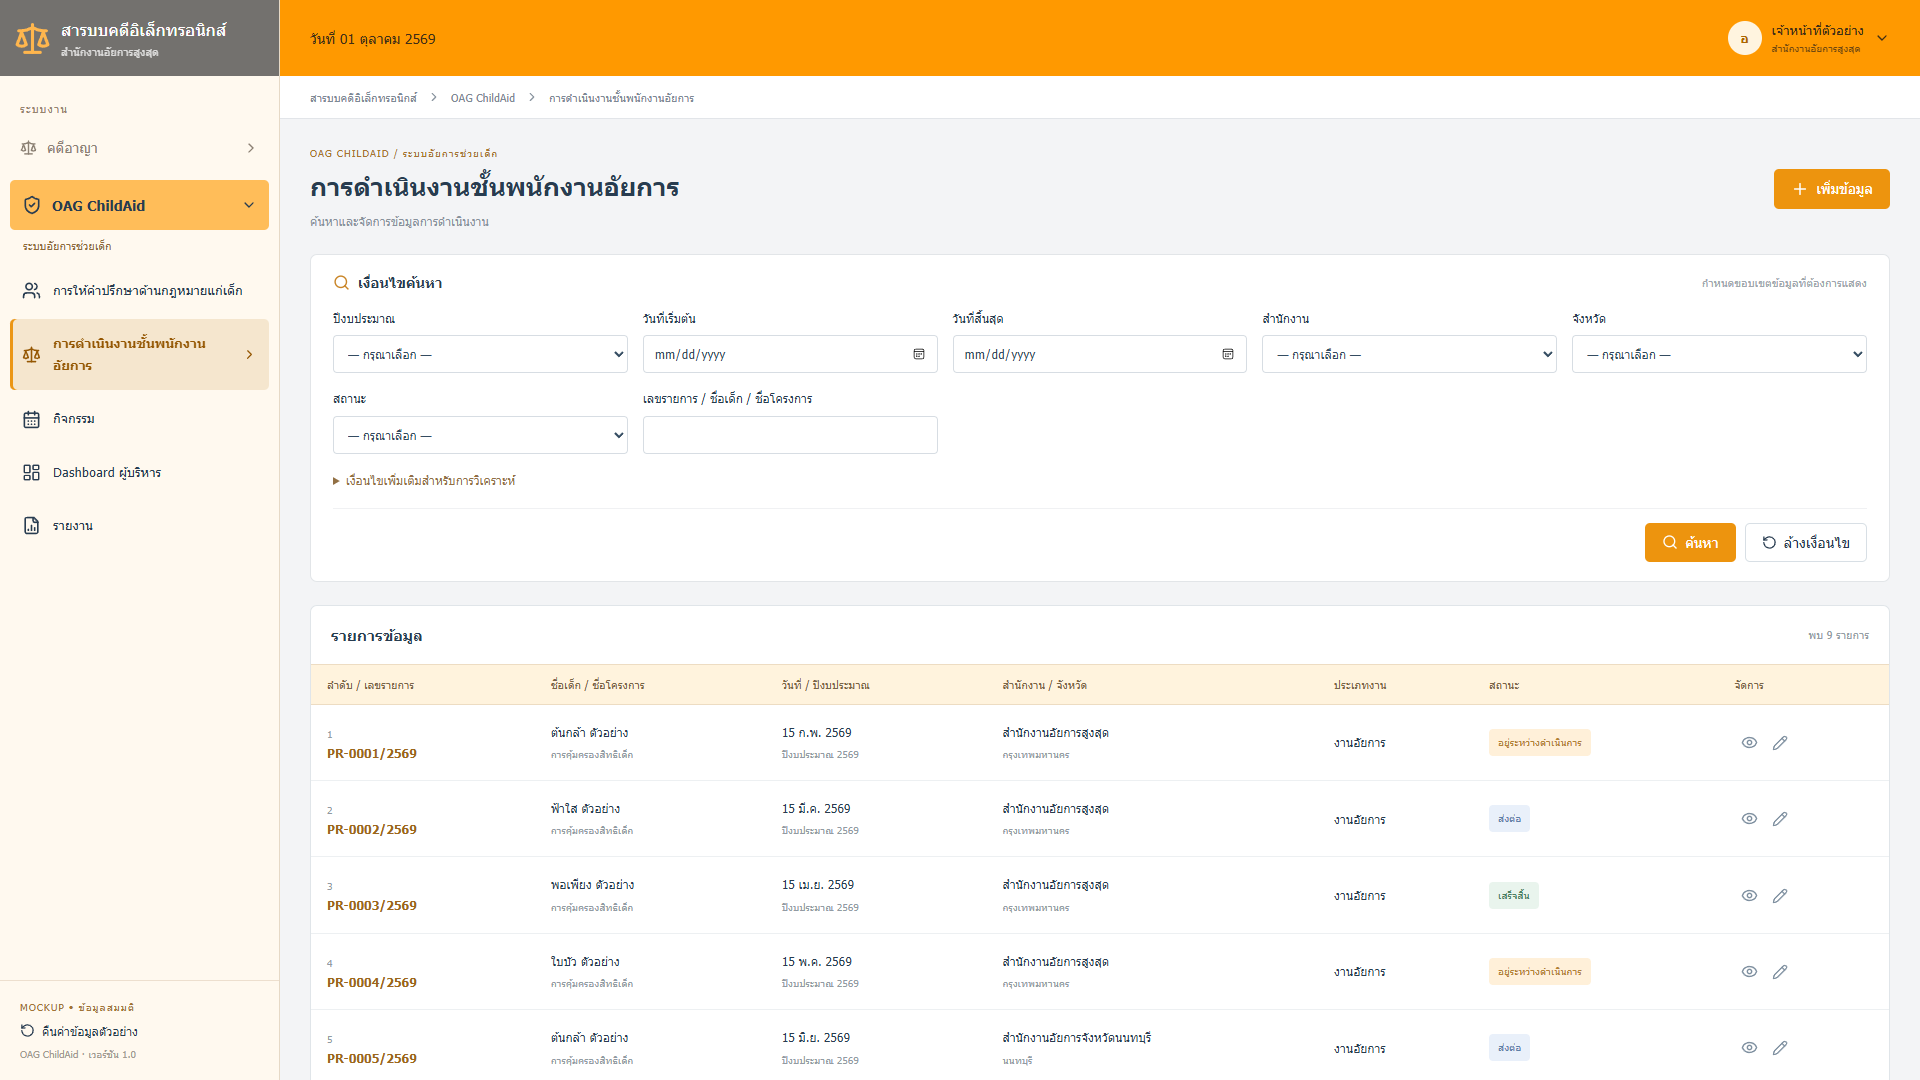 สารบบคดีอิเล็กทรอนิกส์
สำนักงานอัยการสูงสุด
วันที่ 01 ตุลาคม 2569
อ
เจ้าหน้าที่ตัวอย่าง
สำนักงานอัยการสูงสุด
ระบบงาน
คดีอาญา
OAG ChildAid
ระบบอัยการช่วยเด็ก
การให้คำปรึกษาด้านกฎหมายแก่เด็ก
การดำเนินงานชั้นพนักงาน
อัยการ
กิจกรรม
Dashboard ผู้บริหาร
รายงาน
MOCKUP • ข้อมูลสมมติ
คืนค่าข้อมูลตัวอย่าง
OAG ChildAid · เวอร์ชัน 1.0
สารบบคดีอิเล็กทรอนิกส์ > OAG ChildAid > การดำเนินงานชั้นพนักงานอัยการ
OAG CHILDAID / ระบบอัยการช่วยเด็ก
การดำเนินงานชั้นพนักงานอัยการ
ค้นหาและจัดการข้อมูลการดำเนินงาน
เพิ่มข้อมูล
เงื่อนไขค้นหา
กำหนดขอบเขตข้อมูลที่ต้องการแสดง
ปีงบประมาณ วันที่เริ่มต้น วันที่สิ้นสุด สำนักงาน จังหวัด
— กรุณาเลือก — mm/dd/yyyy mm/dd/yyyy — กรุณาเลือก — — กรุณาเลือก —
สถานะ เลขรายการ / ชื่อเด็ก / ชื่อโครงการ
— กรุณาเลือก —
เงื่อนไขเพิ่มเติมสำหรับการวิเคราะห์
ค้นหา ล้างเงื่อนไข
รายการข้อมูล
พบ 9 รายการ
ลำดับ / เลขรายการ ชื่อเด็ก / ชื่อโครงการ วันที่ / ปีงบประมาณ สำนักงาน / จังหวัด ประเภทงาน สถานะ จัดการ
1 ต้นกล้า ตัวอย่าง 15 ก.พ. 2569 สำนักงานอัยการสูงสุด งานอัยการ อยู่ระหว่างดำเนินการ
PR-0001/2569 การคุ้มครองสิทธิเด็ก ปีงบประมาณ 2569 กรุงเทพมหานคร
2 ฟ้าใส ตัวอย่าง 15 มี.ค. 2569 สำนักงานอัยการสูงสุด งานอัยการ ส่งต่อ
PR-0002/2569 การคุ้มครองสิทธิเด็ก ปีงบประมาณ 2569 กรุงเทพมหานคร
3 พอเพียง ตัวอย่าง 15 เม.ย. 2569 สำนักงานอัยการสูงสุด งานอัยการ เสร็จสิ้น
PR-0003/2569 การคุ้มครองสิทธิเด็ก ปีงบประมาณ 2569 กรุงเทพมหานคร
4 ใบบัว ตัวอย่าง 15 พ.ค. 2569 สำนักงานอัยการสูงสุด งานอัยการ อยู่ระหว่างดำเนินการ
PR-0004/2569 การคุ้มครองสิทธิเด็ก ปีงบประมาณ 2569 กรุงเทพมหานคร
5 ต้นกล้า ตัวอย่าง 15 มิ.ย. 2569 สำนักงานอัยการจังหวัดนนทบุรี งานอัยการ ส่งต่อ
PR-0005/2569 การคุ้มครองสิทธิเด็ก ปีงบประมาณ 2569 นนทบุรี